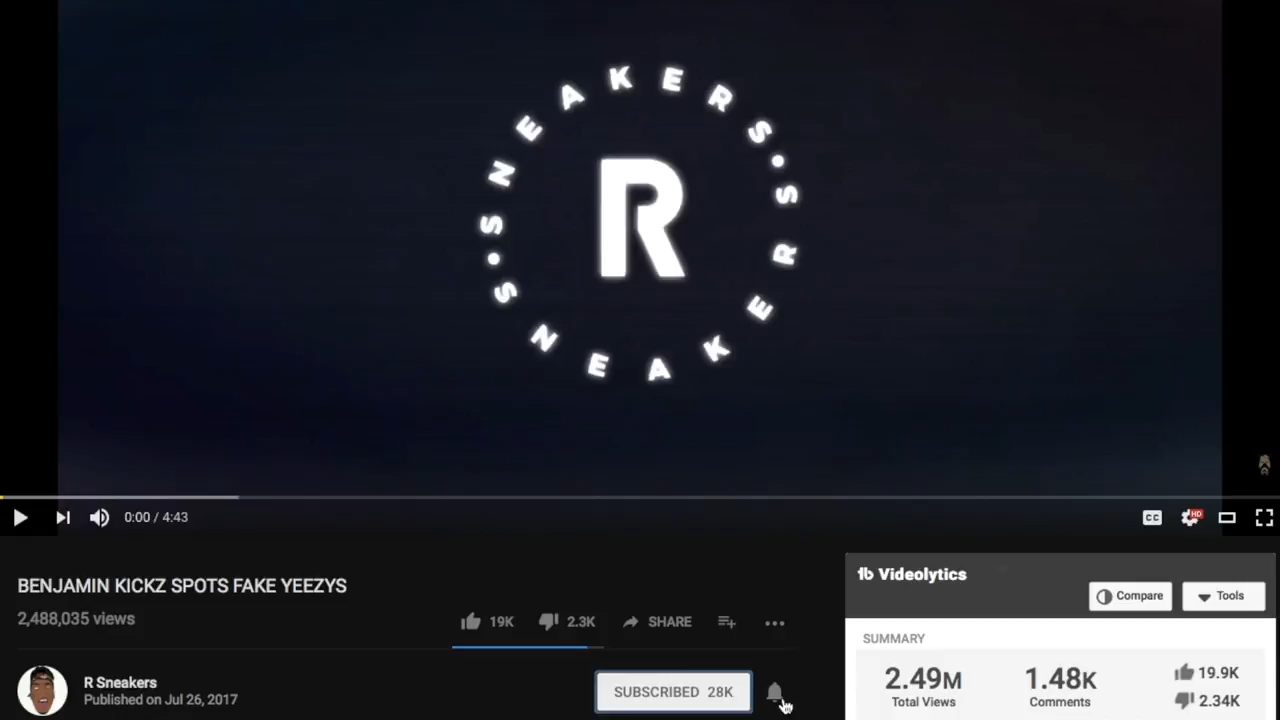 SNEAKERS • SNEAKERS •
R
0:00 / 4:43
CC
HD
BENJAMIN KICKZ SPOTS FAKE YEEZYS
2,488,035 views
19K
2.3K
SHARE
R Sneakers
Published on Jul 26, 2017
SUBSCRIBED 28K
Videolytics
Compare
Tools
SUMMARY
2.49M
Total Views
1.48K
Comments
19.9K
2.34K